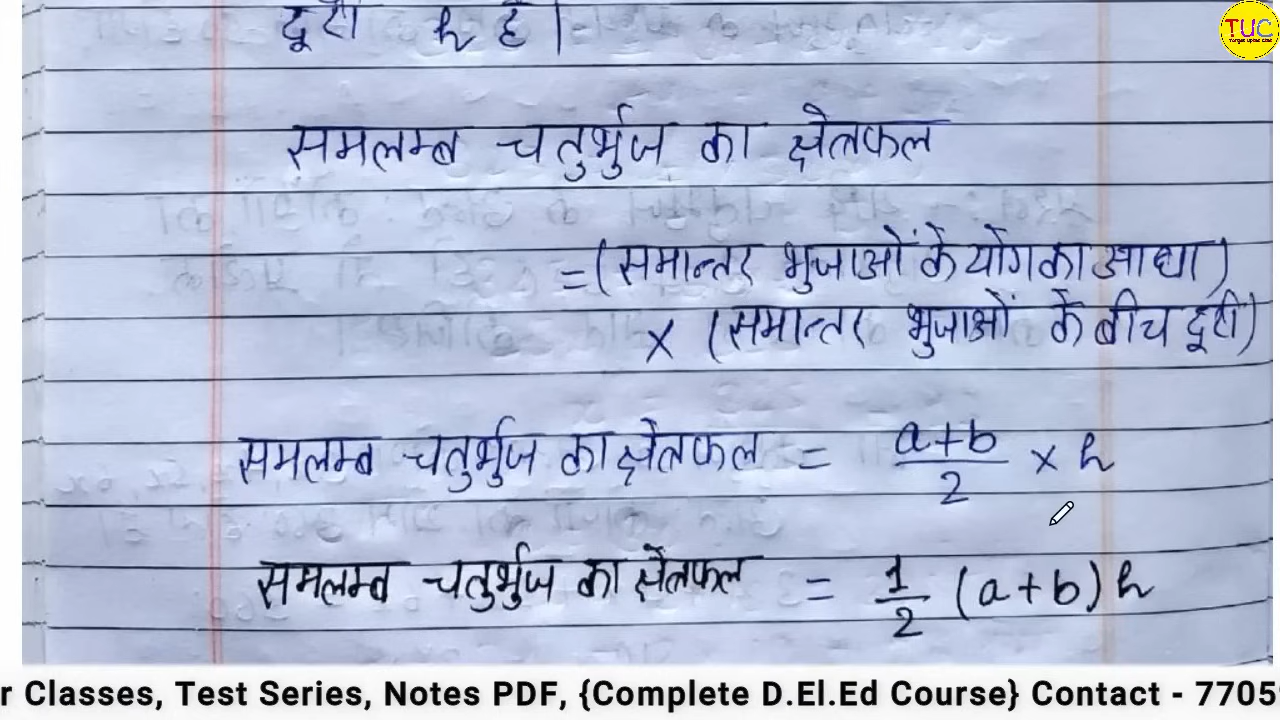 दूरी h है।
TUC
समलम्ब चतुर्भुज का क्षेत्रफल
= (समान्तर भुजाओं के योग का आधा)
× (समान्तर भुजाओं के बीच दूरी)
समलम्ब चतुर्भुज का क्षेत्रफल = a+b/2 × h
समलम्ब चतुर्भुज का क्षेत्रफल = 1/2 (a+b) h
r Classes, Test Series, Notes PDF, {Complete D.El.Ed Course} Contact - 7705